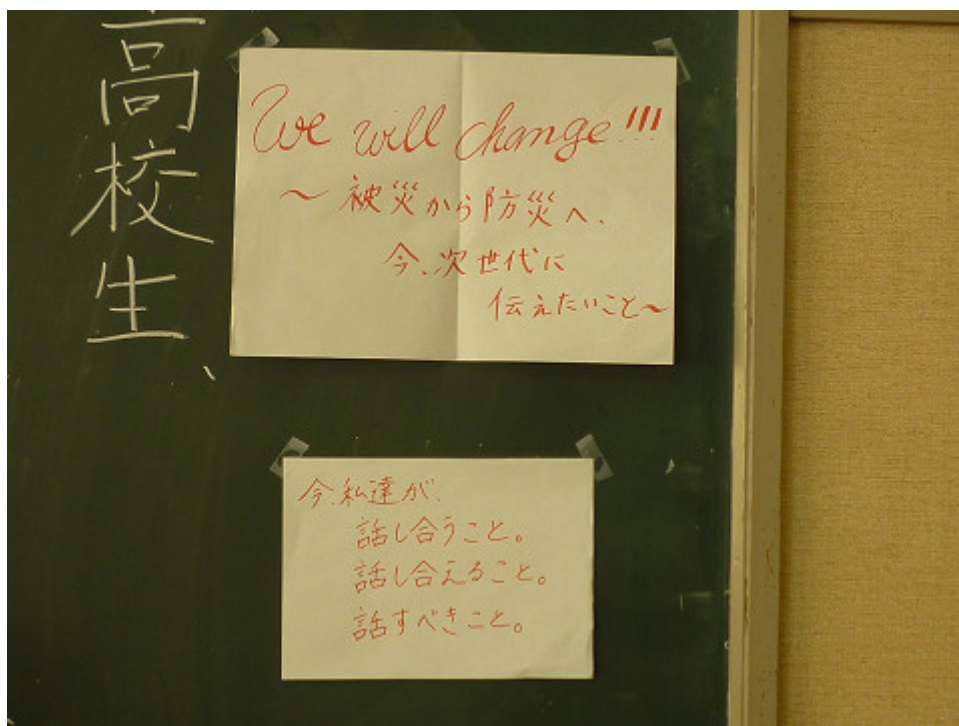 高校生、
We will change!!!
～被災から防災へ、
今、次世代に
伝えたいこと～
今、私達が、
話し合うこと。
話し合えること。
話すべきこと。